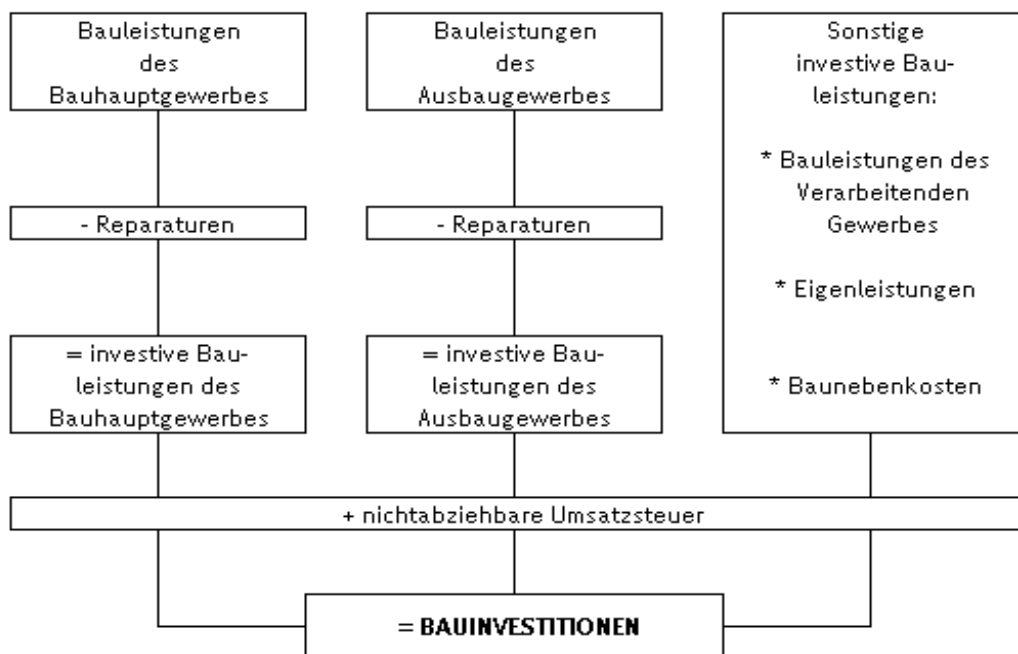 Bauleistungen
des
Bauhauptgewerbes
- Reparaturen
= investive Bau-
leistungen des
Bauhauptgewerbes
Bauleistungen
des
Ausbaugewerbes
- Reparaturen
= investive Bau-
leistungen des
Ausbaugewerbes
Sonstige
investive Bau-
leistungen:
* Bauleistungen des
Verarbeitenden
Gewerbes
* Eigenleistungen
* Baunebenkosten
+ nichtabziehbare Umsatzsteuer
= BAUINVESTITIONEN